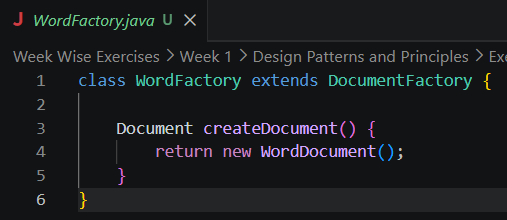 J WordFactory.java U ×
Week Wise Exercises > Week 1 > Design Patterns and Principles > Exe
1 class WordFactory extends DocumentFactory {
2
3     Document createDocument() {
4         return new WordDocument();
5     }
6 }